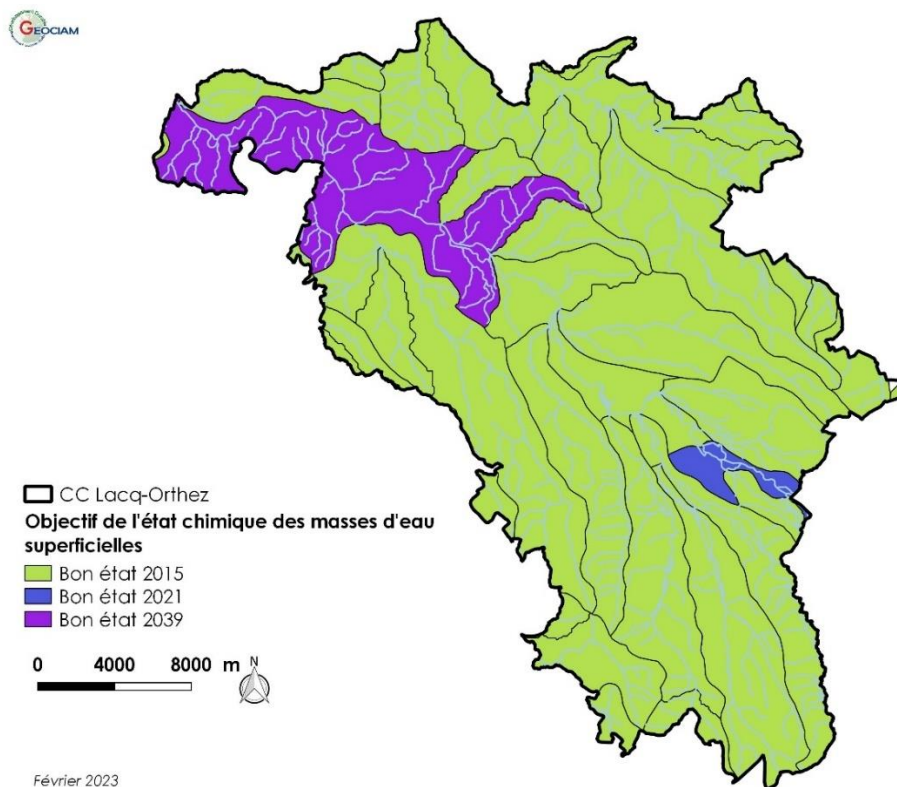 GEOCIAM
CC Lacq-Orthez
Objectif de l'état chimique des masses d'eau
superficielles
Bon état 2015
Bon état 2021
Bon état 2039
0 4000 8000 m N
Février 2023